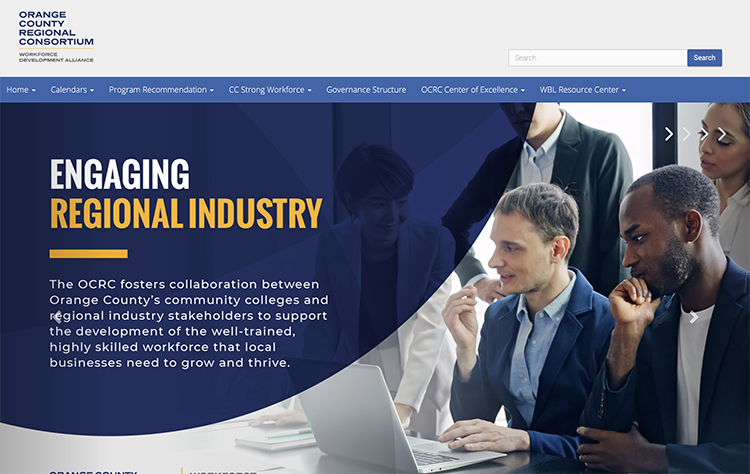 ORANGE
COUNTY
REGIONAL
CONSORTIUM
WORKFORCE
DEVELOPMENT ALLIANCE
Search Search
Home Calendars Program Recommendation CC Strong Workforce Governance Structure OCRC Center of Excellence WBL Resource Center
ENGAGING
REGIONAL INDUSTRY
The OCRC fosters collaboration between
Orange County's community colleges and
regional industry stakeholders to support
the development of the well-trained,
highly skilled workforce that local
businesses need to grow and thrive.
ORANGE COUNTY WORKFORCE